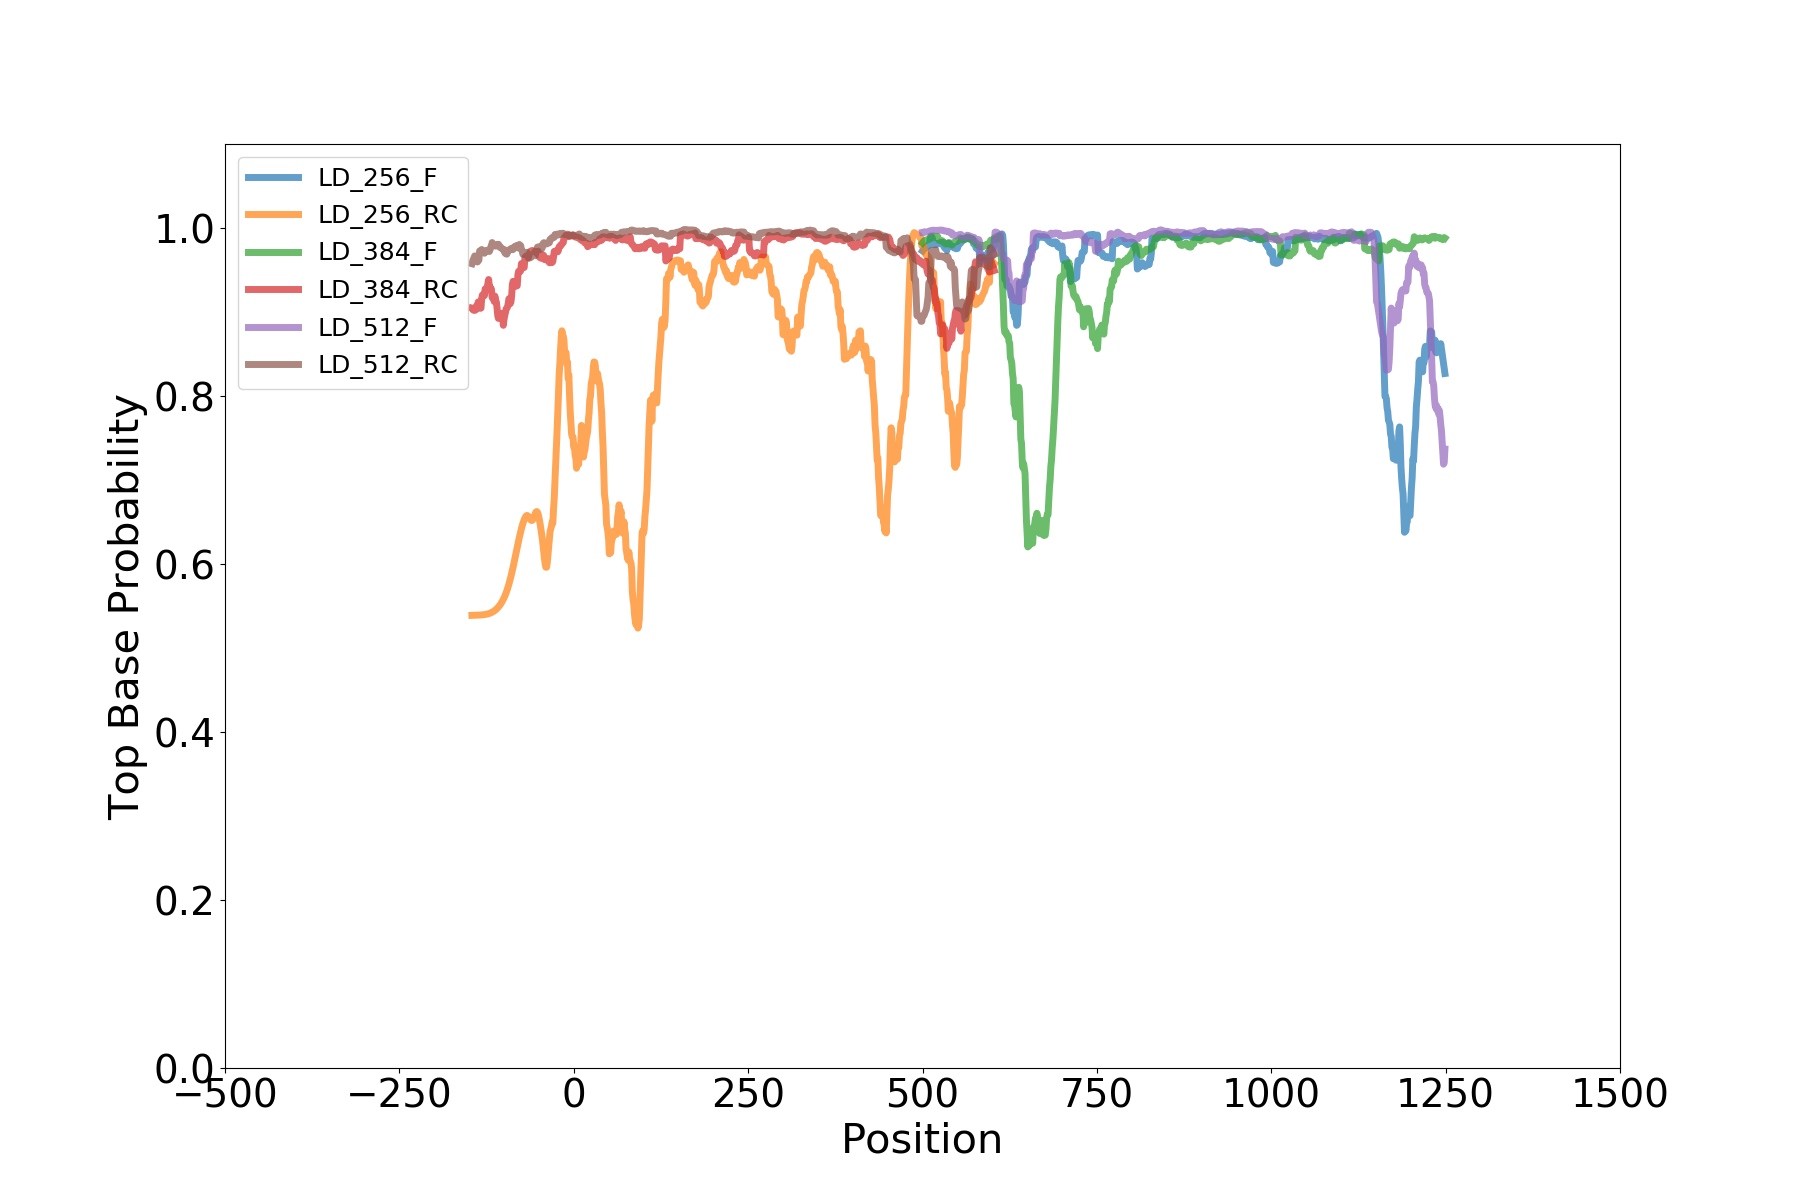 LD_256_F
LD_256_RC
LD_384_F
LD_384_RC
LD_512_F
LD_512_RC
1.0
0.8
0.6
0.4
0.2
0.0
Top Base Probability
−500 −250 0 250 500 750 1000 1250 1500
Position